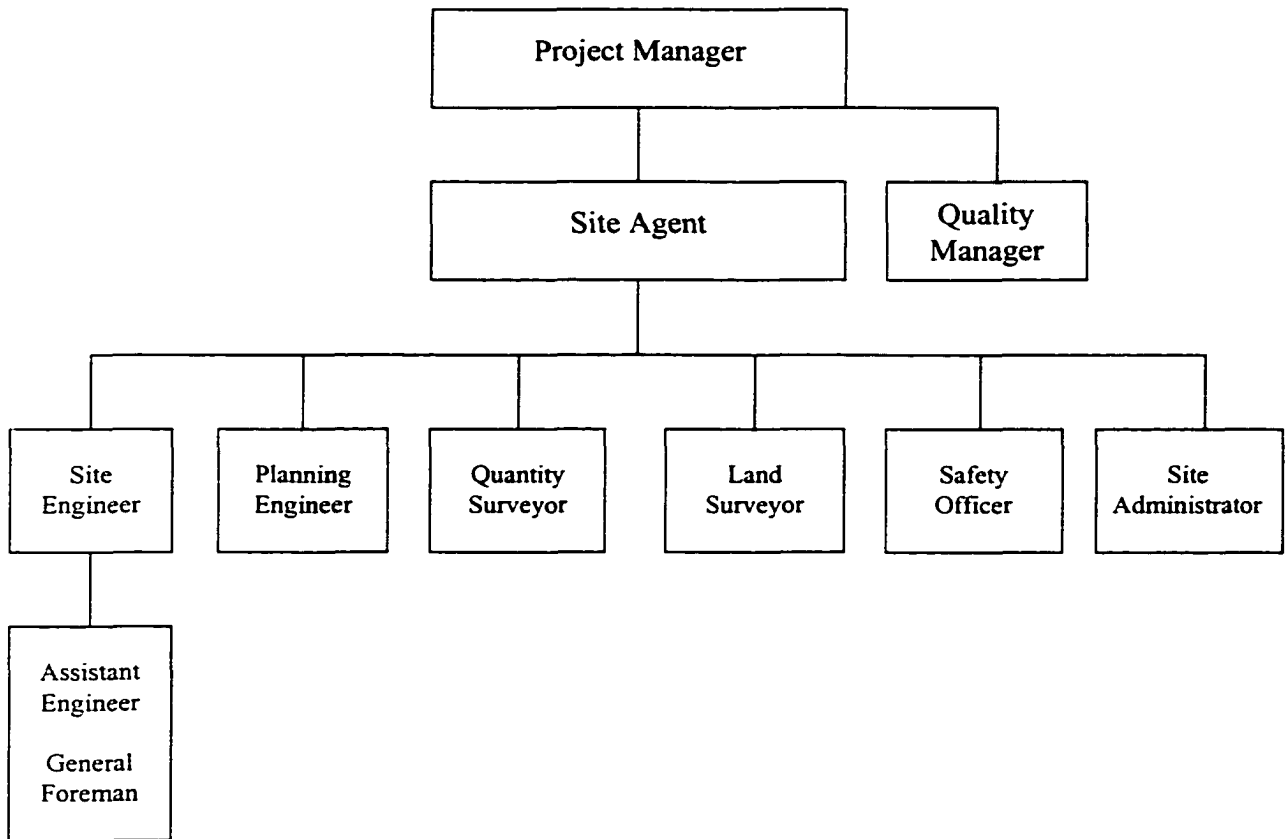 Project Manager
Site Agent
Quality
Manager
Site
Engineer
Planning
Engineer
Quantity
Surveyor
Land
Surveyor
Safety
Officer
Site
Administrator
Assistant
Engineer
General
Foreman